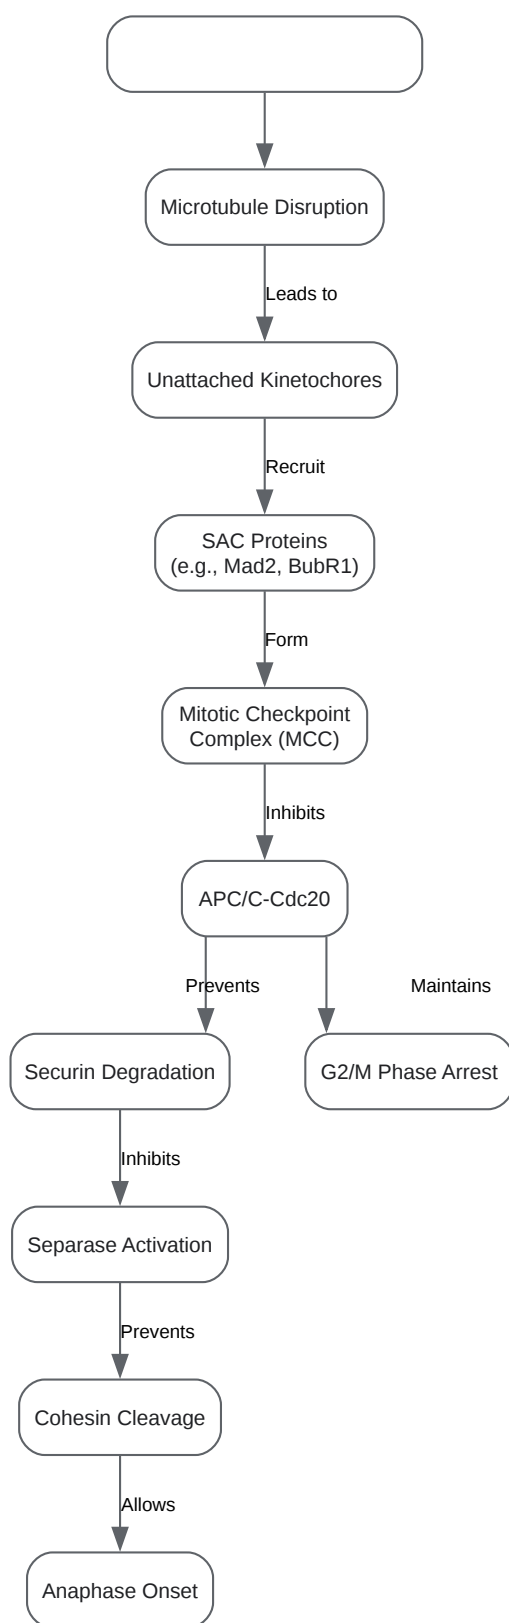 Microtubule Disruption
Leads to
Unattached Kinetochores
Recruit
SAC Proteins
(e.g., Mad2, BubR1)
Form
Mitotic Checkpoint
Complex (MCC)
Inhibits
APC/C-Cdc20
Prevents
Maintains
Securin Degradation
G2/M Phase Arrest
Inhibits
Separase Activation
Prevents
Cohesin Cleavage
Allows
Anaphase Onset